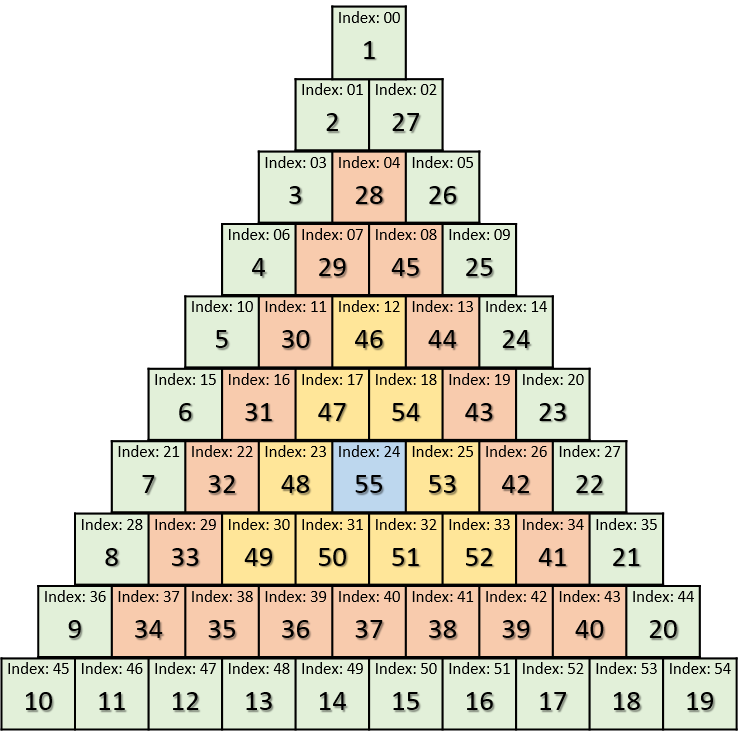 Index: 00
1
Index: 01 Index: 02
2 27
Index: 03 Index: 04 Index: 05
3 28 26
Index: 06 Index: 07 Index: 08 Index: 09
4 29 45 25
Index: 10 Index: 11 Index: 12 Index: 13 Index: 14
5 30 46 44 24
Index: 15 Index: 16 Index: 17 Index: 18 Index: 19 Index: 20
6 31 47 54 43 23
Index: 21 Index: 22 Index: 23 Index: 24 Index: 25 Index: 26 Index: 27
7 32 48 55 53 42 22
Index: 28 Index: 29 Index: 30 Index: 31 Index: 32 Index: 33 Index: 34 Index: 35
8 33 49 50 51 52 41 21
Index: 36 Index: 37 Index: 38 Index: 39 Index: 40 Index: 41 Index: 42 Index: 43 Index: 44
9 34 35 36 37 38 39 40 20
Index: 45 Index: 46 Index: 47 Index: 48 Index: 49 Index: 50 Index: 51 Index: 52 Index: 53 Index: 54
10 11 12 13 14 15 16 17 18 19